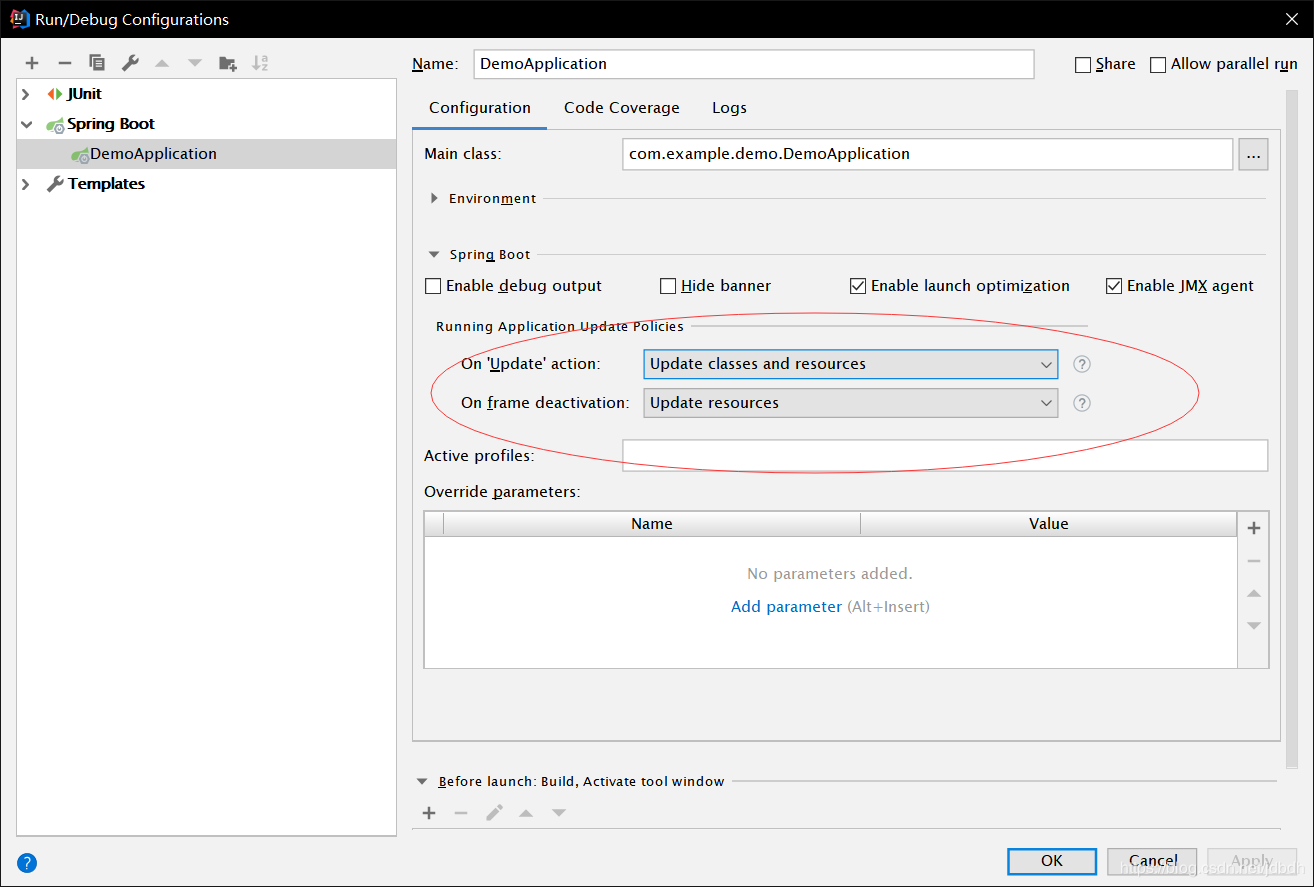 Run/Debug Configurations
Name: DemoApplication Share Allow parallel run
JUnit
Spring Boot
DemoApplication
Templates
Configuration Code Coverage Logs
Main class: com.example.demo.DemoApplication ...
Environment
Spring Boot
Enable debug output Hide banner Enable launch optimization Enable JMX agent
Running Application Update Policies
On 'Update' action: Update classes and resources ?
On frame deactivation: Update resources ?
Active profiles:
Override parameters:
Name Value
No parameters added.
Add parameter (Alt+Insert)
Before launch: Build, Activate tool window
? OK Cancel Apply
https://blog.csdn.net/jdbdh